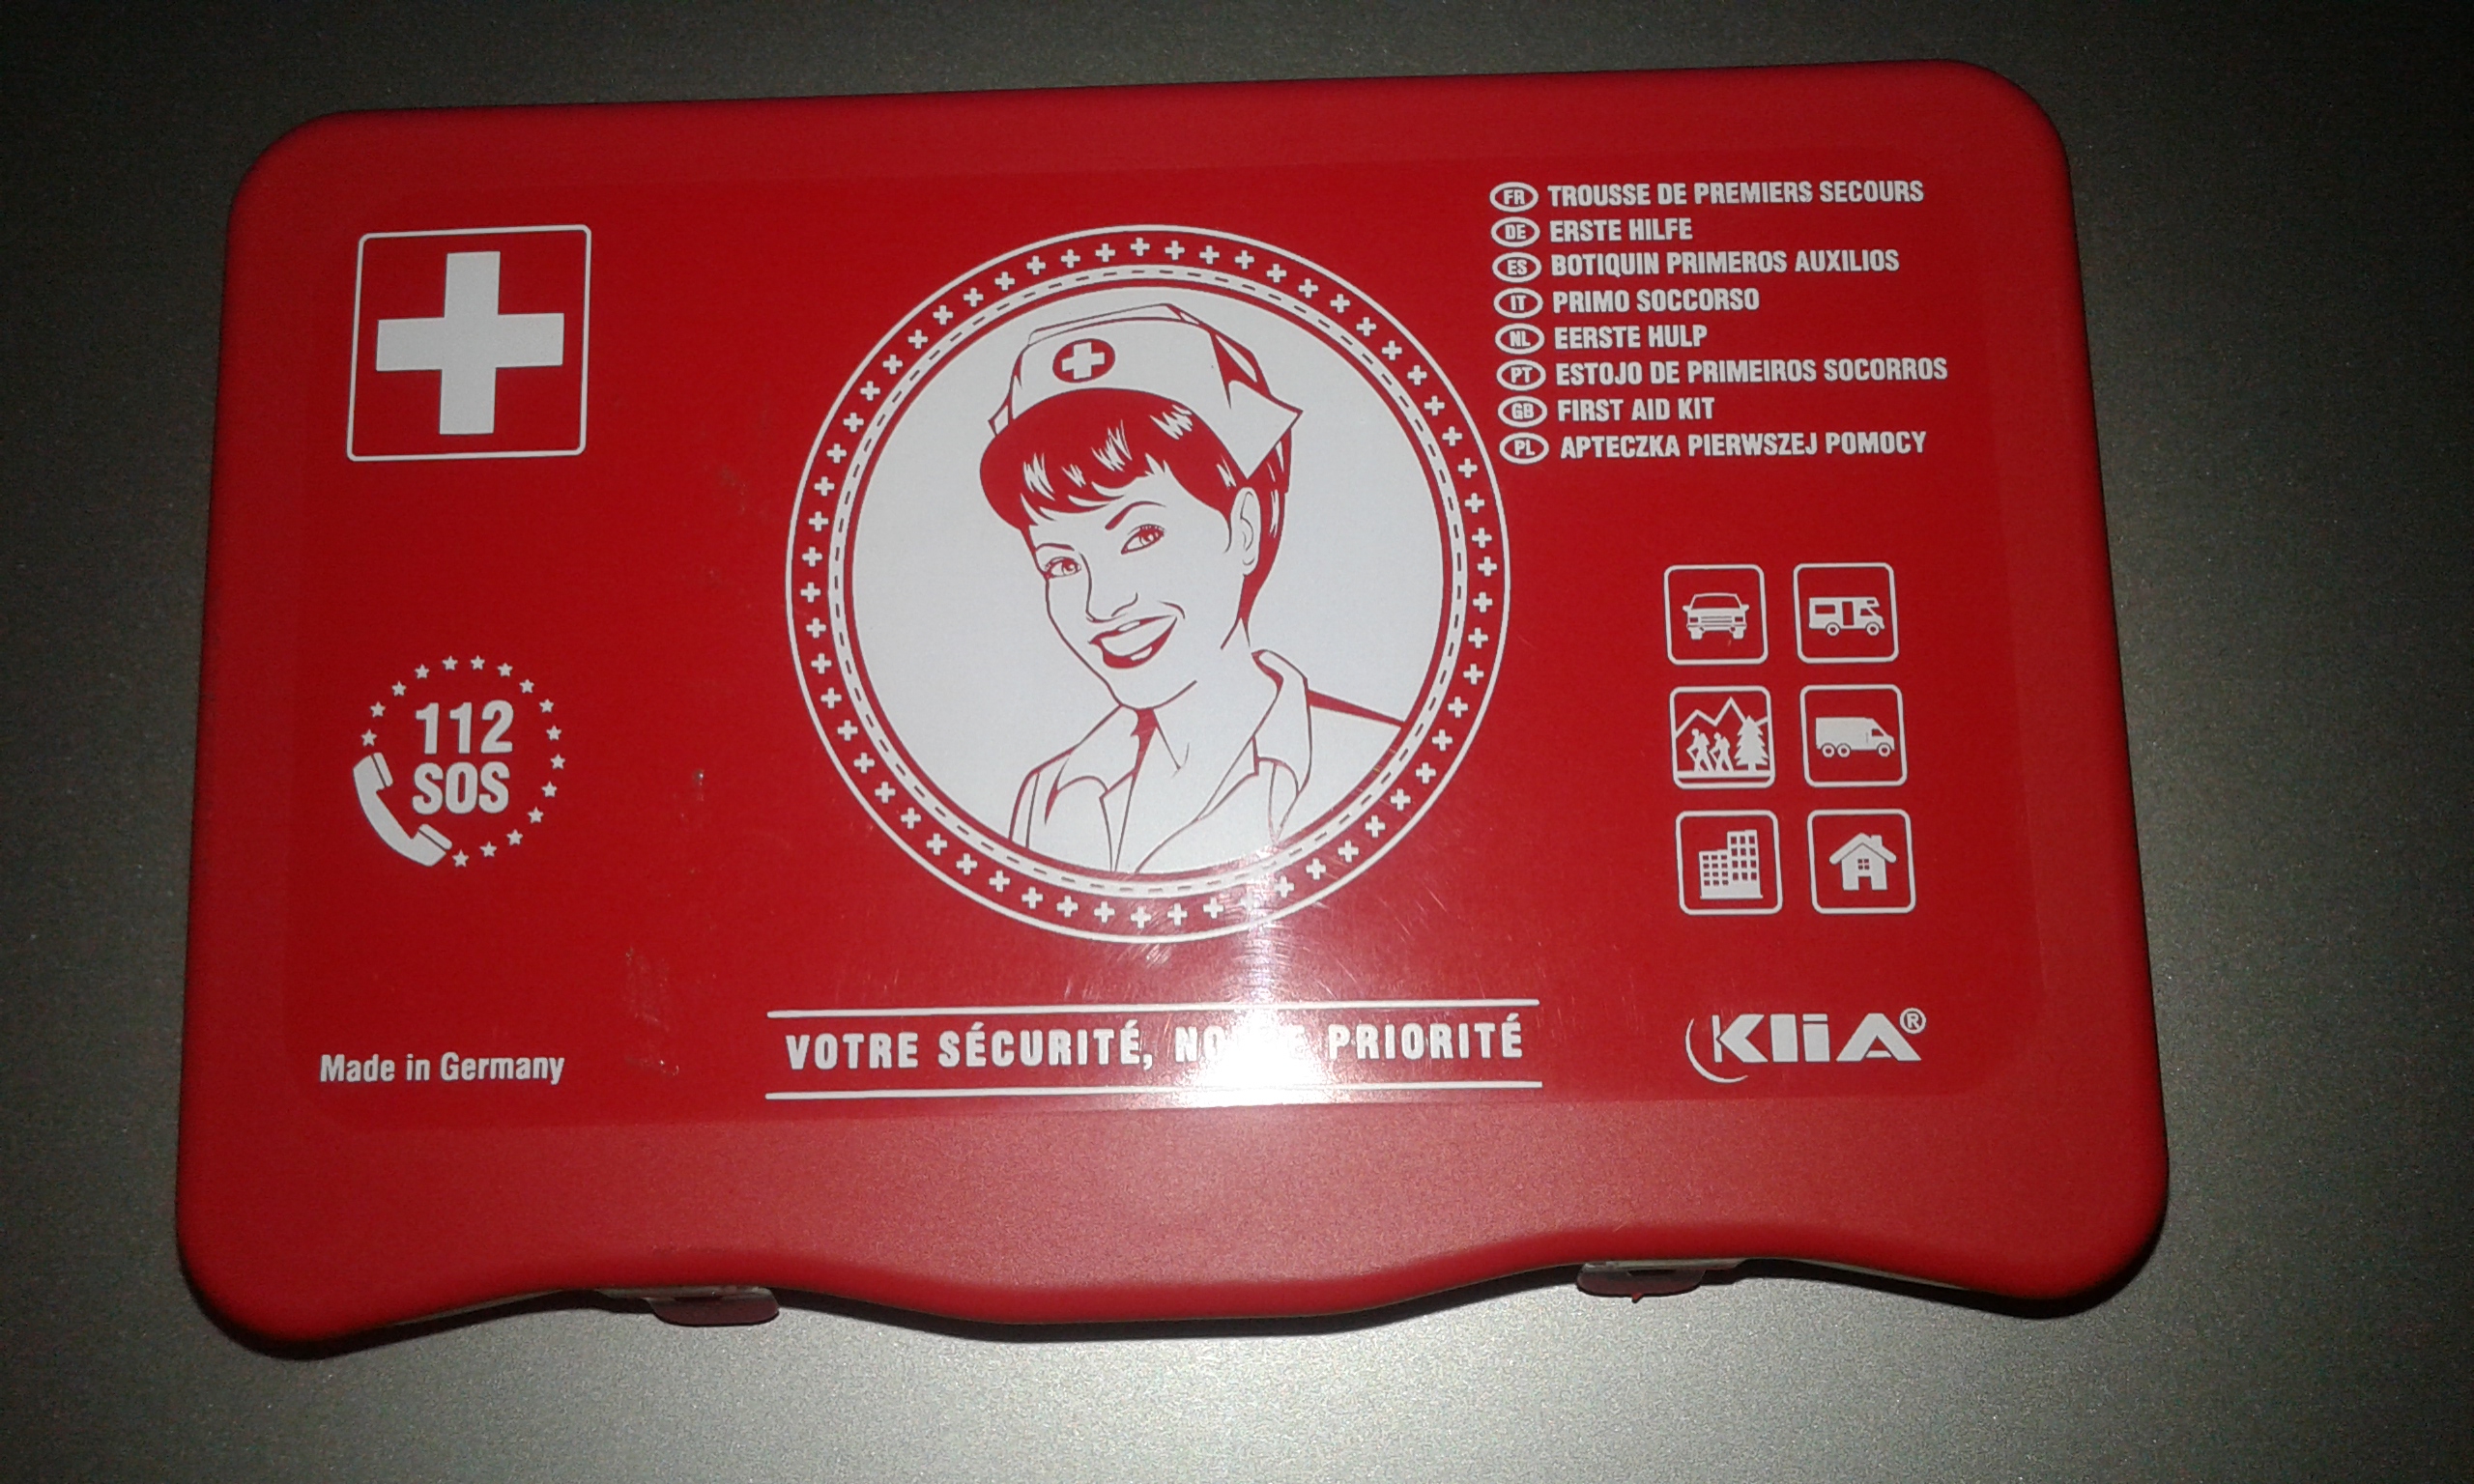 FR TROUSSE DE PREMIERS SECOURS
DE ERSTE HILFE
ES BOTIQUIN PRIMEROS AUXILIOS
IT PRIMO SOCCORSO
NL EERSTE HULP
PT ESTOJO DE PRIMEIROS SOCORROS
GB FIRST AID KIT
PL APTECZKA PIERWSZEJ POMOCY
112
SOS
Made in Germany
VOTRE SÉCURITÉ, PRIORITÉ
KliA®